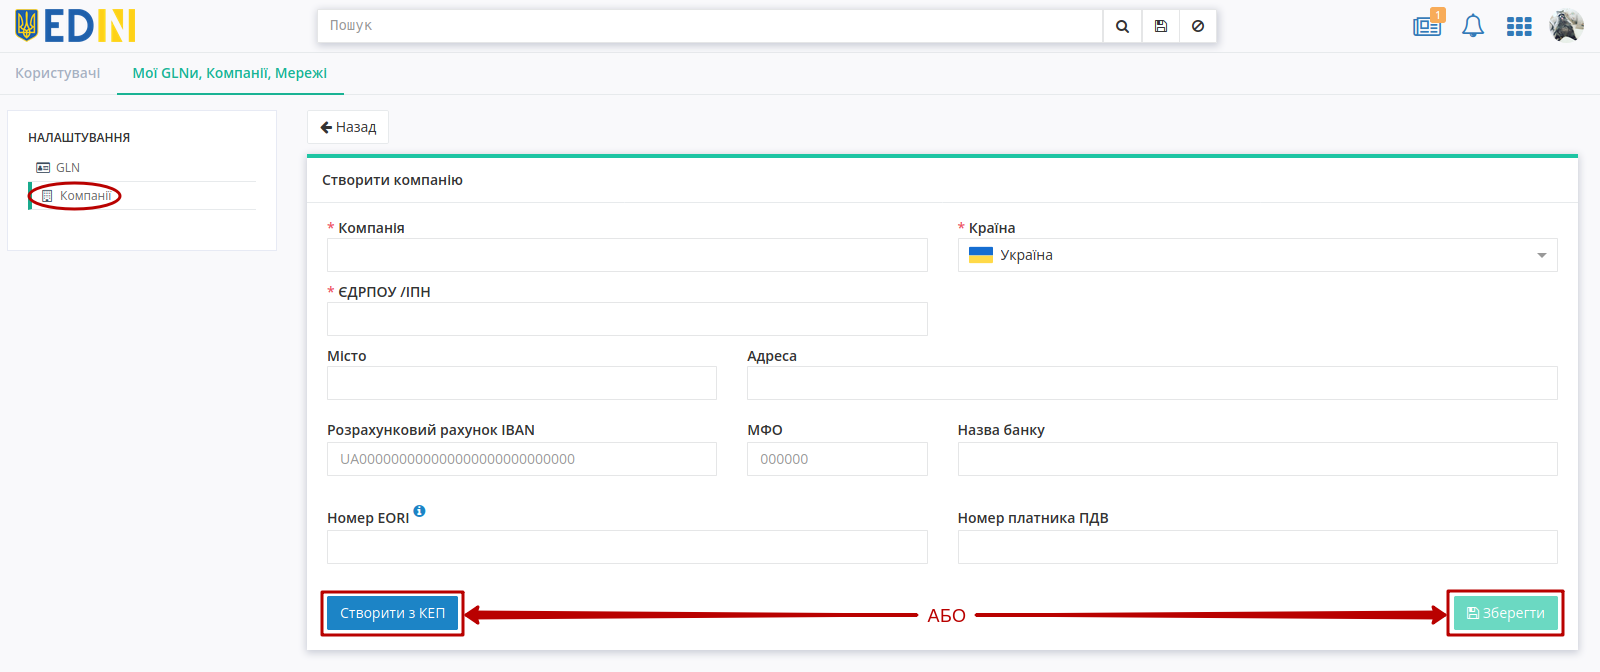 EDIN
Пошук
1
Користувачі
Мої GLNи, Компанії, Мережі
НАЛАШТУВАННЯ
GLN
Компанії
Назад
Створити компанію
* Компанія
* Країна
Україна
* ЄДРПОУ /ІПН
Місто
Адреса
Розрахунковий рахунок IBAN
МФО
Назва банку
UA000000000000000000000000000
000000
Номер EORI
Номер платника ПДВ
Створити з КЕП
АБО
Зберегти